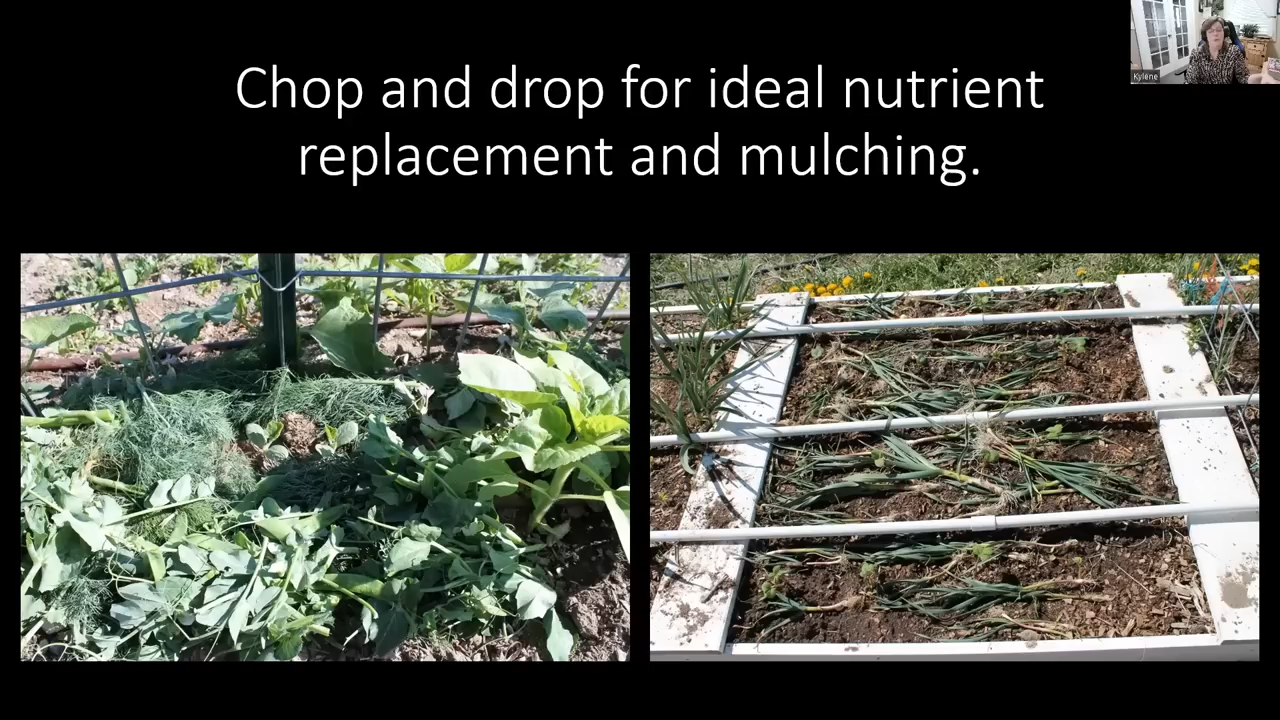 Chop and drop for ideal nutrient
replacement and mulching.
Kylene